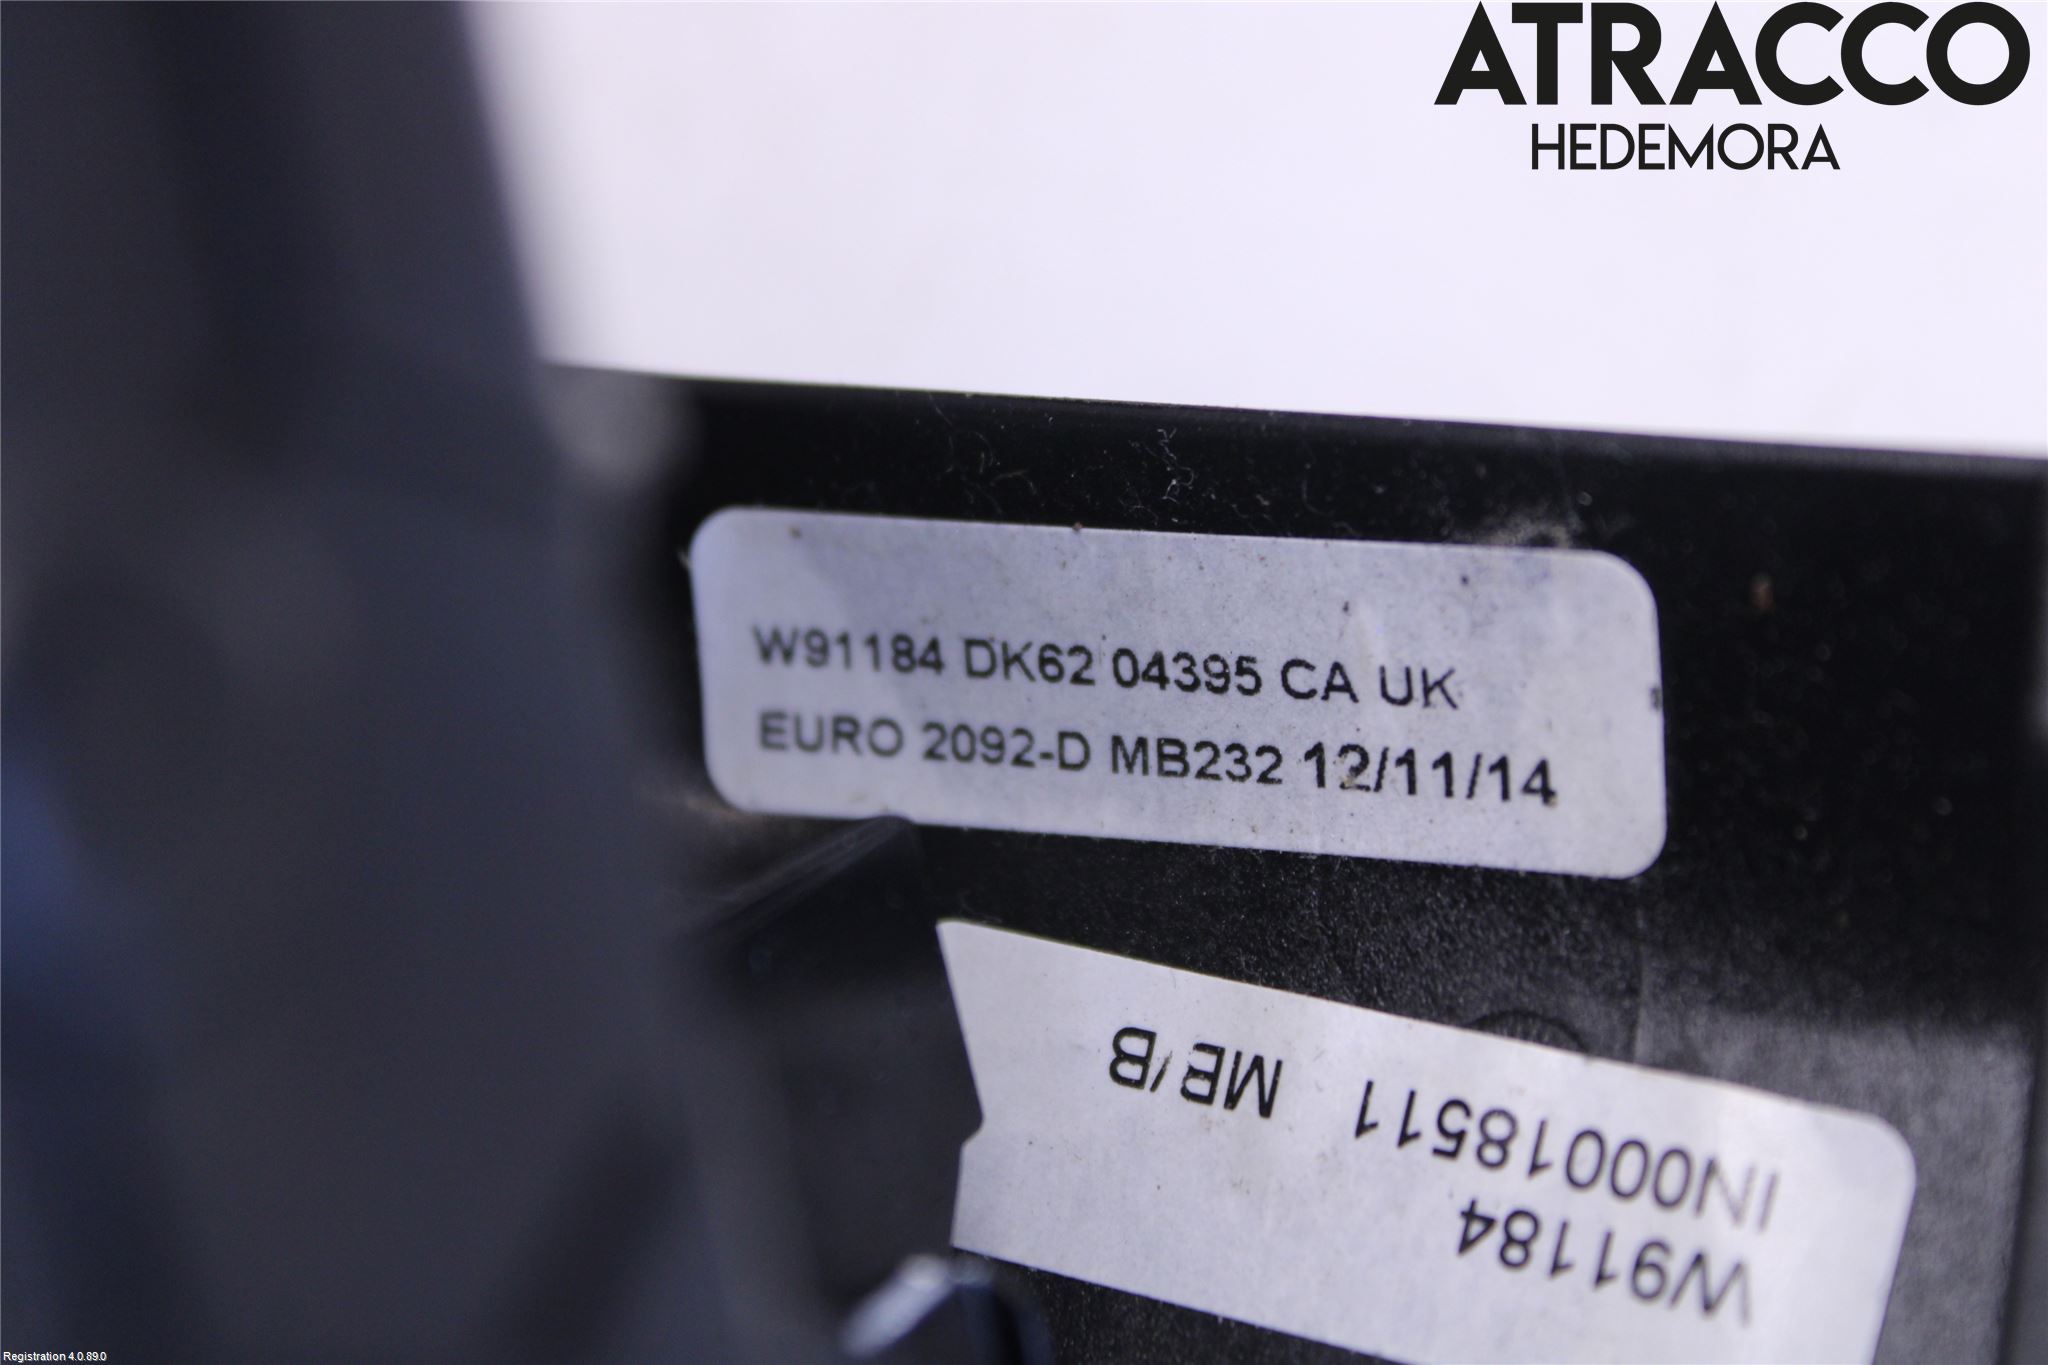 ATRACCO
HEDEMORA
W91184 DK62 04395 CA UK
EURO 2092-D MB232 12/11/14
W91184
IN00018511 MB/B
Registration 4.0.89.0